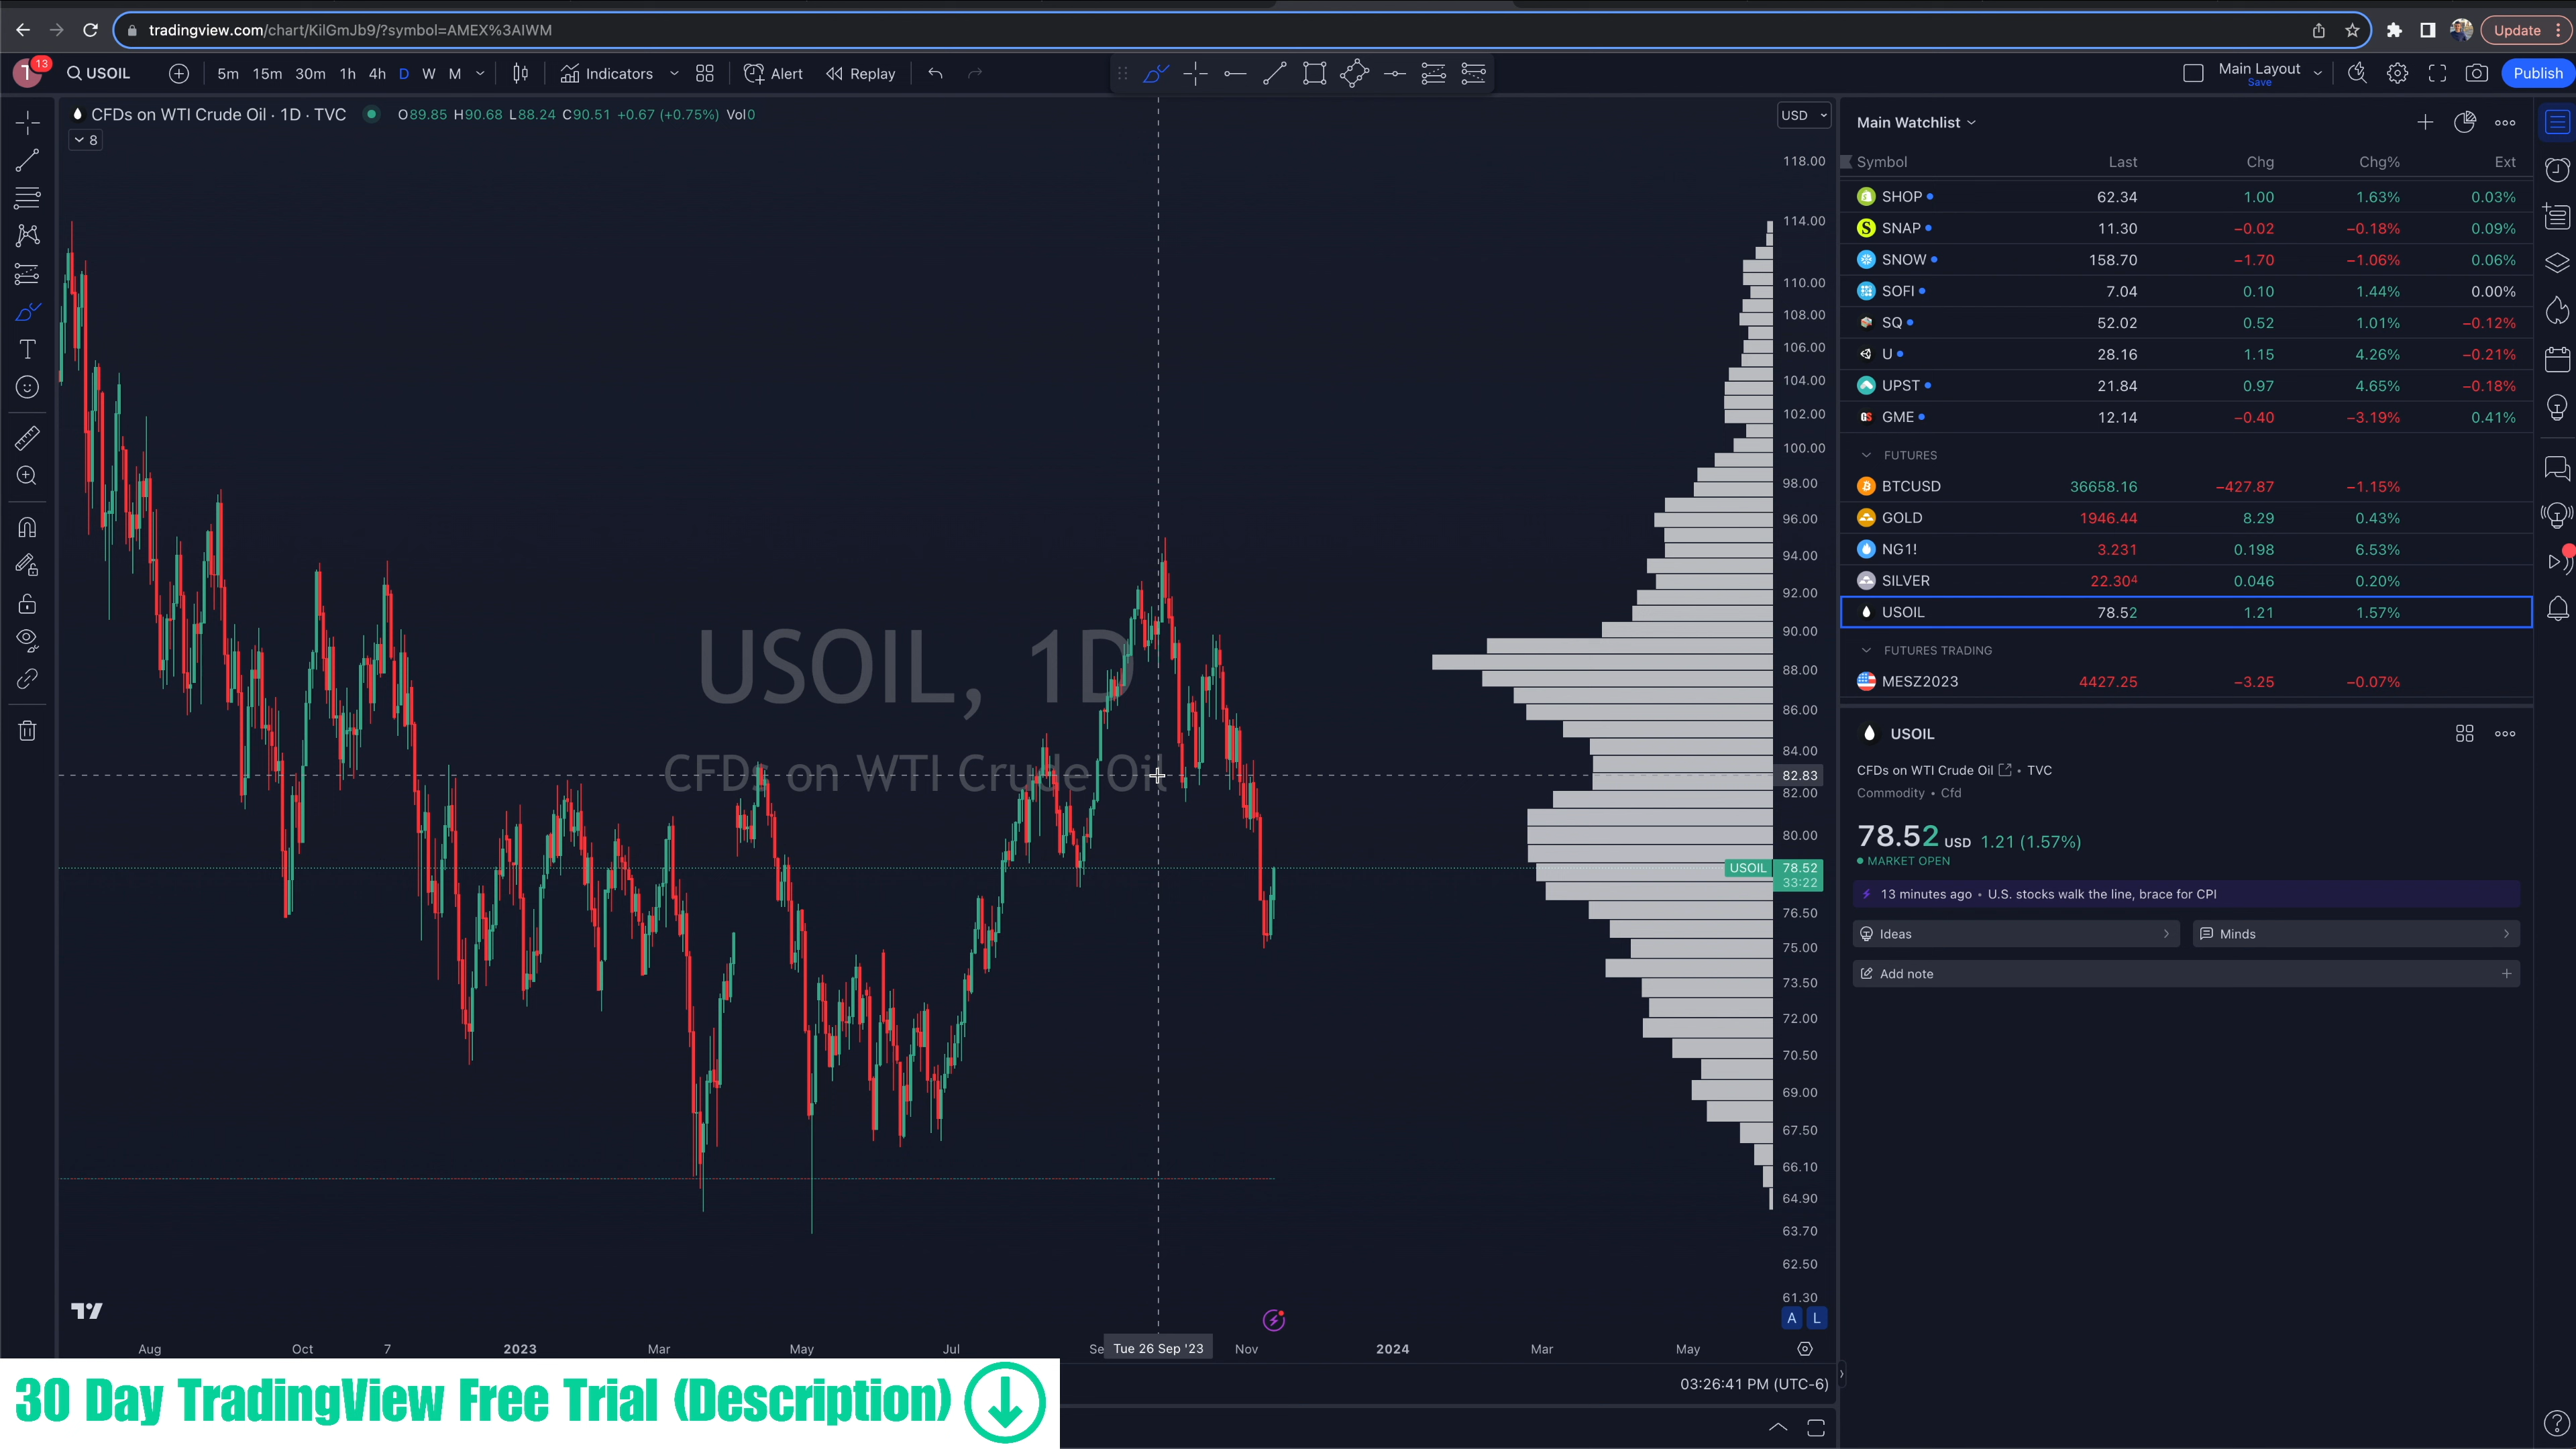 tradingview.com/chart/KilGmJb9/?symbol=AMEX%3AIWM
Update
T 13 USOIL 5m 15m 30m 1h 4h D W M Indicators Alert Replay Main Layout Save Publish
CFDs on WTI Crude Oil · 1D · TVC O89.85 H90.68 L88.24 C90.51 +0.67 (+0.75%) Vol0
8
USD
118.00
114.00
110.00
108.00
106.00
104.00
102.00
100.00
98.00
96.00
94.00
92.00
90.00
88.00
86.00
84.00
82.83
82.00
80.00
USOIL 78.52
33:22
76.50
75.00
73.50
72.00
70.50
69.00
67.50
66.10
64.90
63.70
62.50
61.30
A L
USOIL, 1D
CFDs on WTI Crude Oil
Aug Oct 7 2023 Mar May Jul Se Tue 26 Sep '23 Nov 2024 Mar May
03:26:41 PM (UTC-6)
Main Watchlist
Symbol Last Chg Chg% Ext
SHOP 62.34 1.00 1.63% 0.03%
SNAP 11.30 −0.02 −0.18% 0.09%
SNOW 158.70 −1.70 −1.06% 0.06%
SOFI 7.04 0.10 1.44% 0.00%
SQ 52.02 0.52 1.01% −0.12%
U 28.16 1.15 4.26% −0.21%
UPST 21.84 0.97 4.65% −0.18%
GME 12.14 −0.40 −3.19% 0.41%
FUTURES
BTCUSD 36658.16 −427.87 −1.15%
GOLD 1946.44 8.29 0.43%
NG1! 3.231 0.198 6.53%
SILVER 22.30⁴ 0.046 0.20%
USOIL 78.52 1.21 1.57%
FUTURES TRADING
MESZ2023 4427.25 −3.25 −0.07%
USOIL
CFDs on WTI Crude Oil • TVC
Commodity • Cfd
78.52 USD 1.21 (1.57%)
MARKET OPEN
13 minutes ago • U.S. stocks walk the line, brace for CPI
Ideas
Minds
Add note
30 Day TradingView Free Trial (Description)